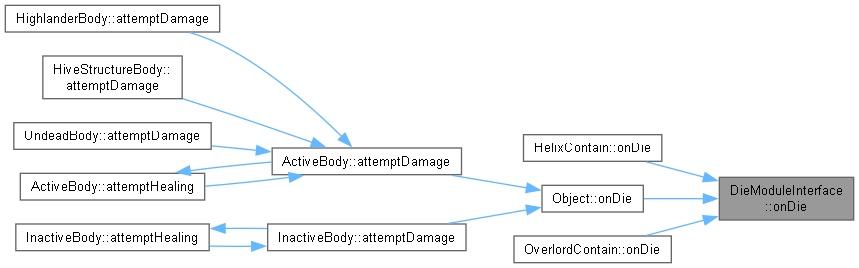 HighlanderBody::attemptDamage
HiveStructureBody::
attemptDamage
UndeadBody::attemptDamage
ActiveBody::attemptHealing
InactiveBody::attemptHealing
ActiveBody::attemptDamage
InactiveBody::attemptDamage
HelixContain::onDie
Object::onDie
OverlordContain::onDie
DieModuleInterface
::onDie